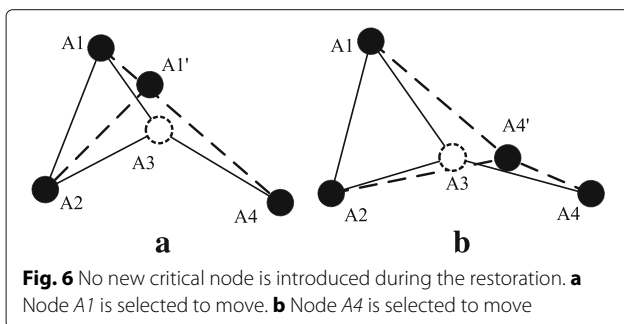 A1
A1'
A3
A2
A4
a
A1
A4'
A3
A2
A4
b
Fig. 6 No new critical node is introduced during the restoration. a
Node A1 is selected to move. b Node A4 is selected to move